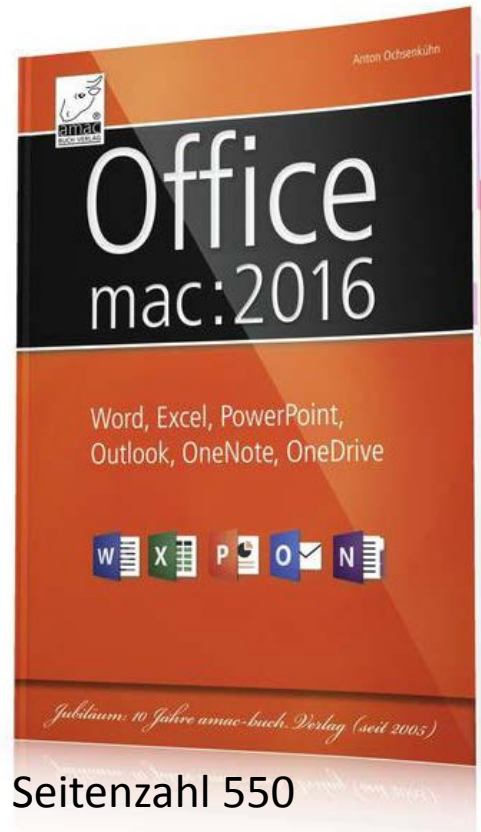 Anton Ochsenkühn
amac
BUCH VERLAG
Office
mac:2016
Word, Excel, PowerPoint,
Outlook, OneNote, OneDrive
W X P O N
Jubiläum: 10 Jahre amac-buch Verlag (seit 2005)
Seitenzahl 550